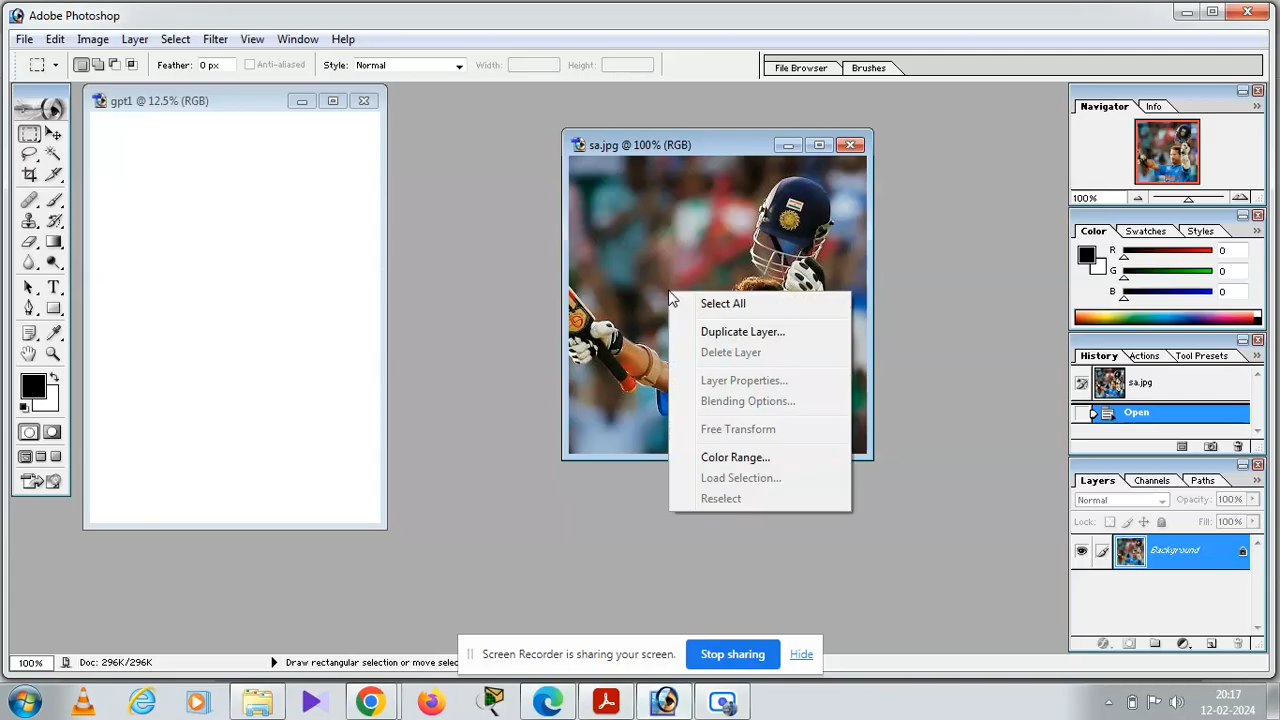 Adobe Photoshop
File Edit Image Layer Select Filter View Window Help
Feather: 0 px Anti-aliased Style: Normal Width: Height: File Browser Brushes
gpt1 @ 12.5% (RGB)
sa.jpg @ 100% (RGB)
Select All
Duplicate Layer...
Delete Layer
Layer Properties...
Blending Options...
Free Transform
Color Range...
Load Selection...
Reselect
Navigator Info
100%
Color Swatches Styles
R 0
G 0
B 0
History Actions Tool Presets
sa.jpg
Open
Layers Channels Paths
Normal Opacity: 100%
Lock: Fill: 100%
Background
Screen Recorder is sharing your screen. Stop sharing Hide
100% Doc: 296K/296K Draw rectangular selection or move selec
20:17
12-02-2024